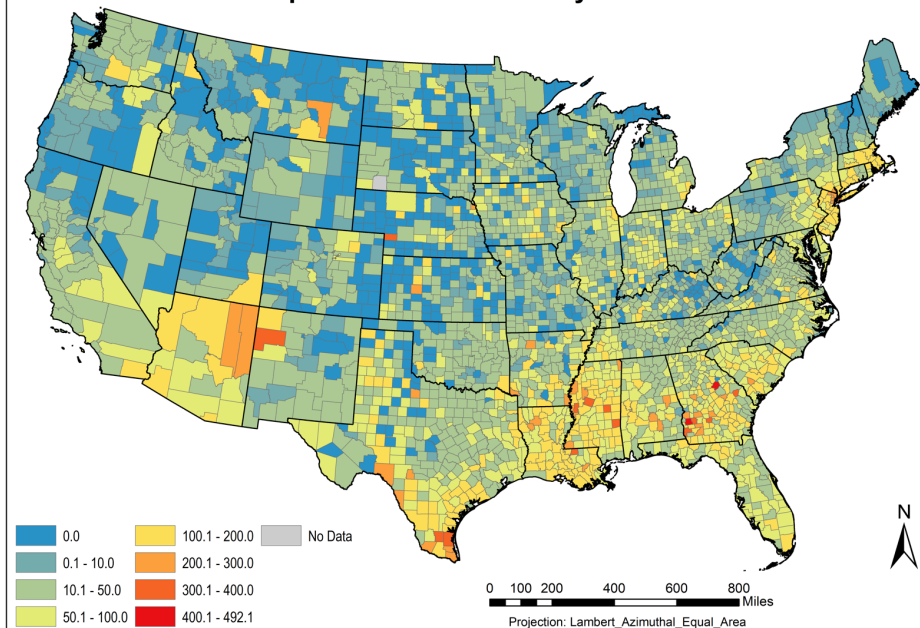 0.0
0.1 - 10.0
10.1 - 50.0
50.1 - 100.0
100.1 - 200.0
200.1 - 300.0
300.1 - 400.0
400.1 - 492.1
No Data
N
0 100 200 400 600 800
Miles
Projection: Lambert_Azimuthal_Equal_Area